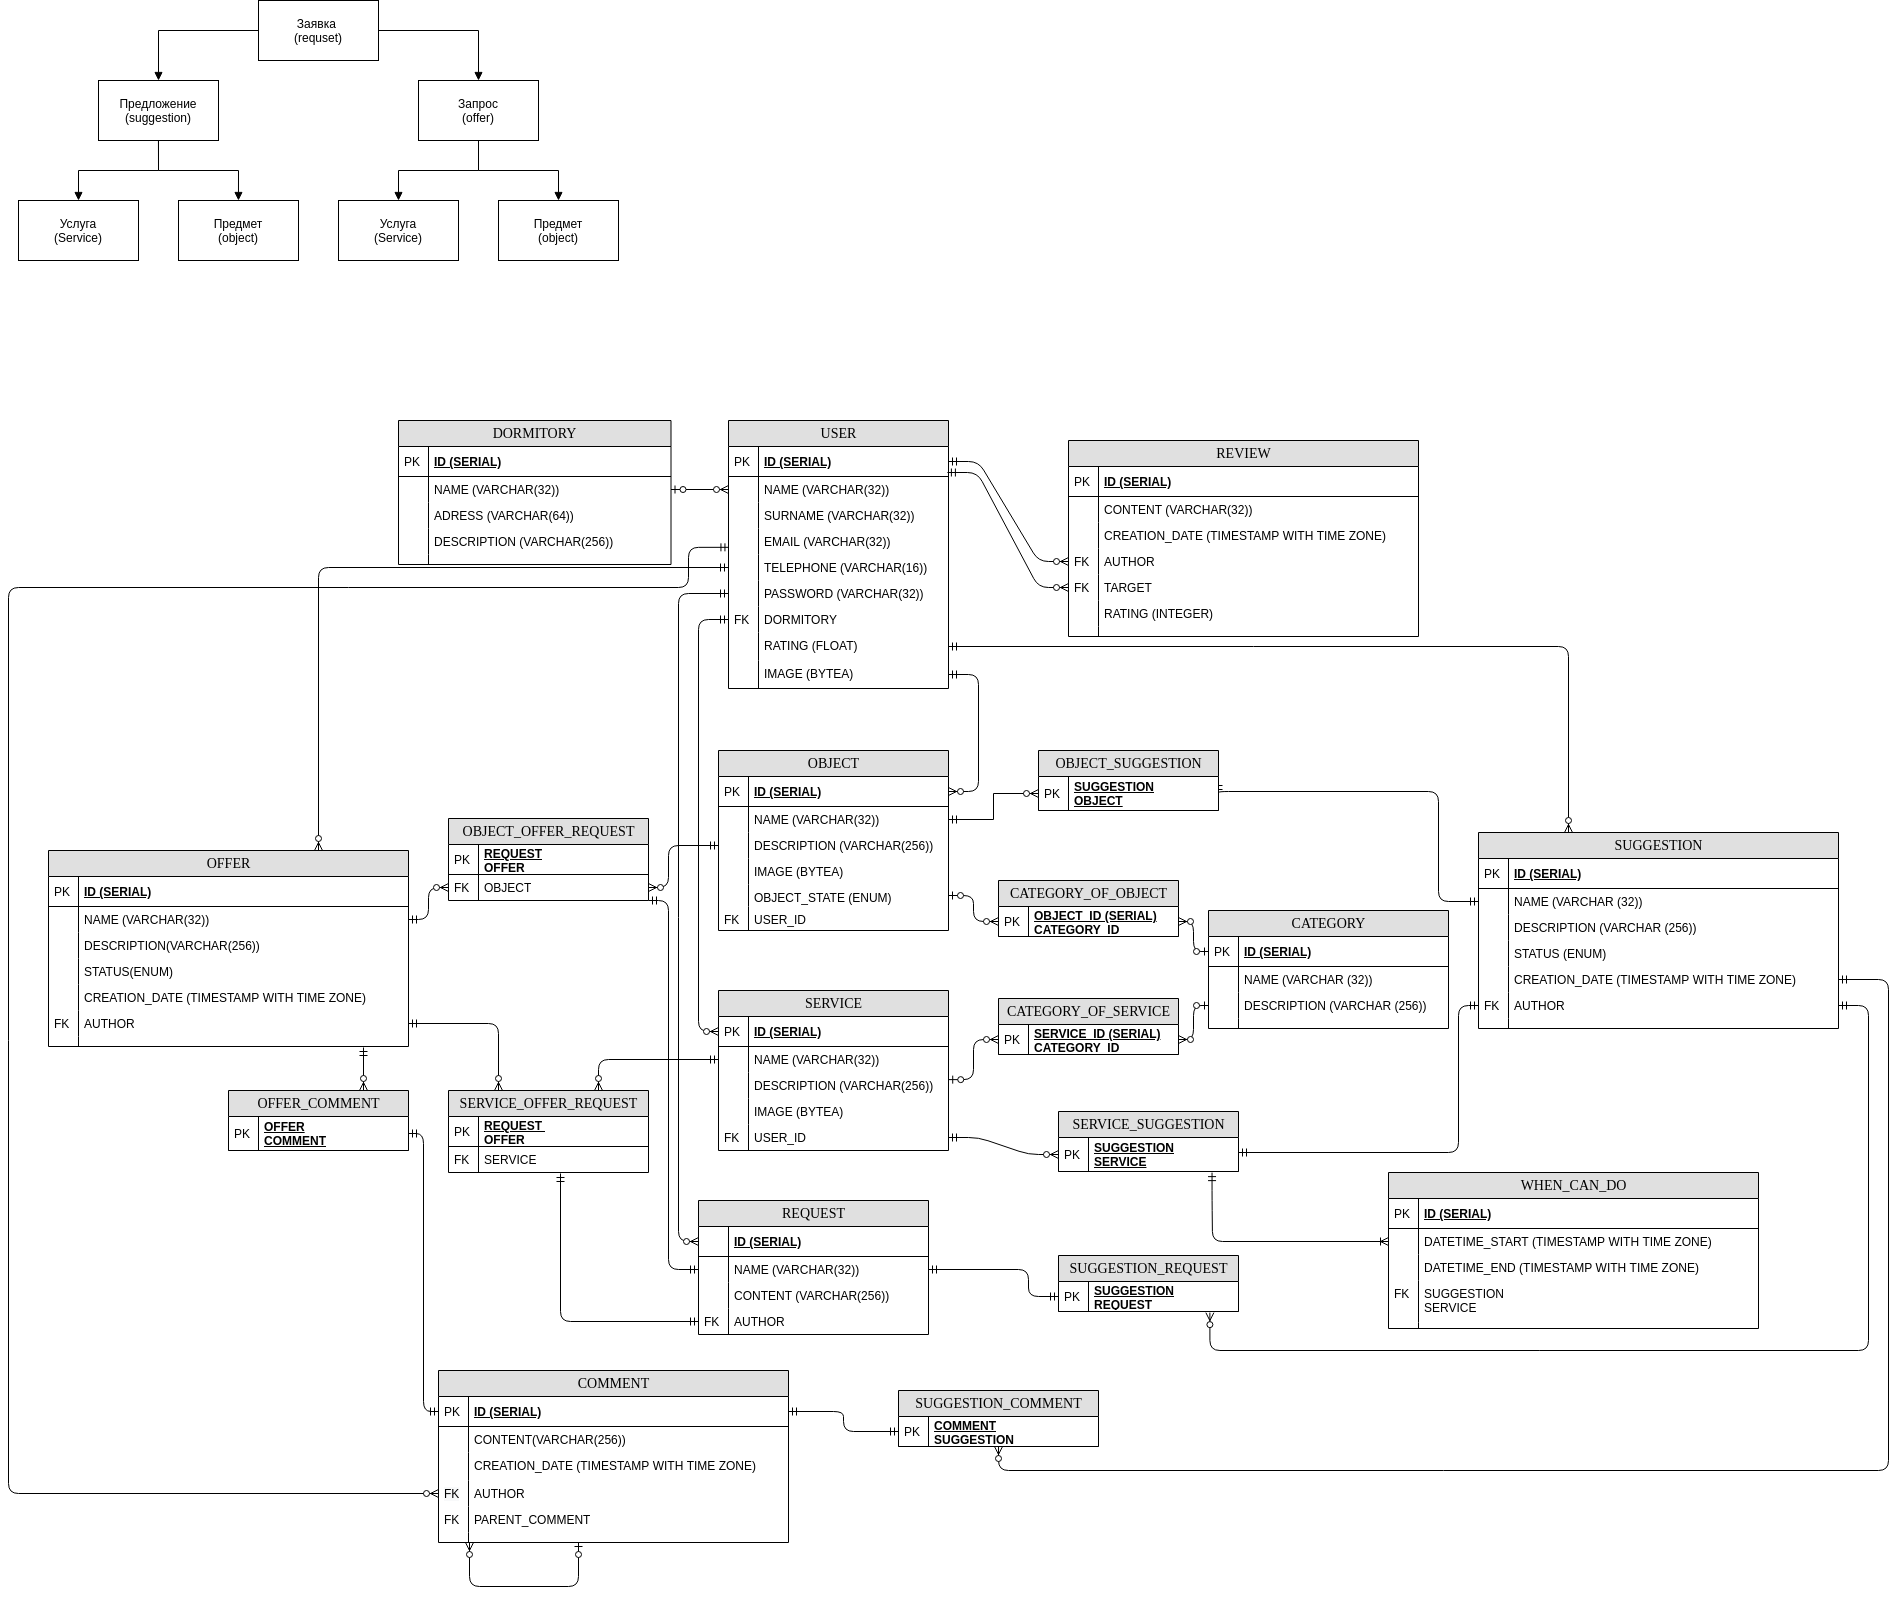 Заявка
(requset)
Предложение
(suggestion)
Запрос
(offer)
Услуга
(Service)
Предмет
(object)
Услуга
(Service)
Предмет
(object)
DORMITORY
PK ID (SERIAL)
NAME (VARCHAR(32))
ADRESS (VARCHAR(64))
DESCRIPTION (VARCHAR(256))
USER
PK ID (SERIAL)
NAME (VARCHAR(32))
SURNAME (VARCHAR(32))
EMAIL (VARCHAR(32))
TELEPHONE (VARCHAR(16))
PASSWORD (VARCHAR(32))
FK DORMITORY
RATING (FLOAT)
IMAGE (BYTEA)
REVIEW
PK ID (SERIAL)
CONTENT (VARCHAR(32))
CREATION_DATE (TIMESTAMP WITH TIME ZONE)
FK AUTHOR
FK TARGET
RATING (INTEGER)
OBJECT
PK ID (SERIAL)
NAME (VARCHAR(32))
DESCRIPTION (VARCHAR(256))
IMAGE (BYTEA)
OBJECT_STATE (ENUM)
FK USER_ID
OBJECT_SUGGESTION
PK SUGGESTION
OBJECT
OBJECT_OFFER_REQUEST
PK REQUEST
OFFER
FK OBJECT
OFFER
PK ID (SERIAL)
NAME (VARCHAR(32))
DESCRIPTION(VARCHAR(256))
STATUS(ENUM)
CREATION_DATE (TIMESTAMP WITH TIME ZONE)
FK AUTHOR
CATEGORY_OF_OBJECT
PK OBJECT_ID (SERIAL)
CATEGORY_ID
CATEGORY
PK ID (SERIAL)
NAME (VARCHAR (32))
DESCRIPTION (VARCHAR (256))
SUGGESTION
PK ID (SERIAL)
NAME (VARCHAR (32))
DESCRIPTION (VARCHAR (256))
STATUS (ENUM)
CREATION_DATE (TIMESTAMP WITH TIME ZONE)
FK AUTHOR
SERVICE
PK ID (SERIAL)
NAME (VARCHAR(32))
DESCRIPTION (VARCHAR(256))
IMAGE (BYTEA)
FK USER_ID
CATEGORY_OF_SERVICE
PK SERVICE_ID (SERIAL)
CATEGORY_ID
OFFER_COMMENT
PK OFFER
COMMENT
SERVICE_OFFER_REQUEST
PK REQUEST
OFFER
FK SERVICE
SERVICE_SUGGESTION
PK SUGGESTION
SERVICE
WHEN_CAN_DO
PK ID (SERIAL)
DATETIME_START (TIMESTAMP WITH TIME ZONE)
DATETIME_END (TIMESTAMP WITH TIME ZONE)
FK SUGGESTION
SERVICE
REQUEST
ID (SERIAL)
NAME (VARCHAR(32))
CONTENT (VARCHAR(256))
FK AUTHOR
SUGGESTION_REQUEST
PK SUGGESTION
REQUEST
COMMENT
PK ID (SERIAL)
CONTENT(VARCHAR(256))
CREATION_DATE (TIMESTAMP WITH TIME ZONE)
FK AUTHOR
FK PARENT_COMMENT
SUGGESTION_COMMENT
PK COMMENT
SUGGESTION